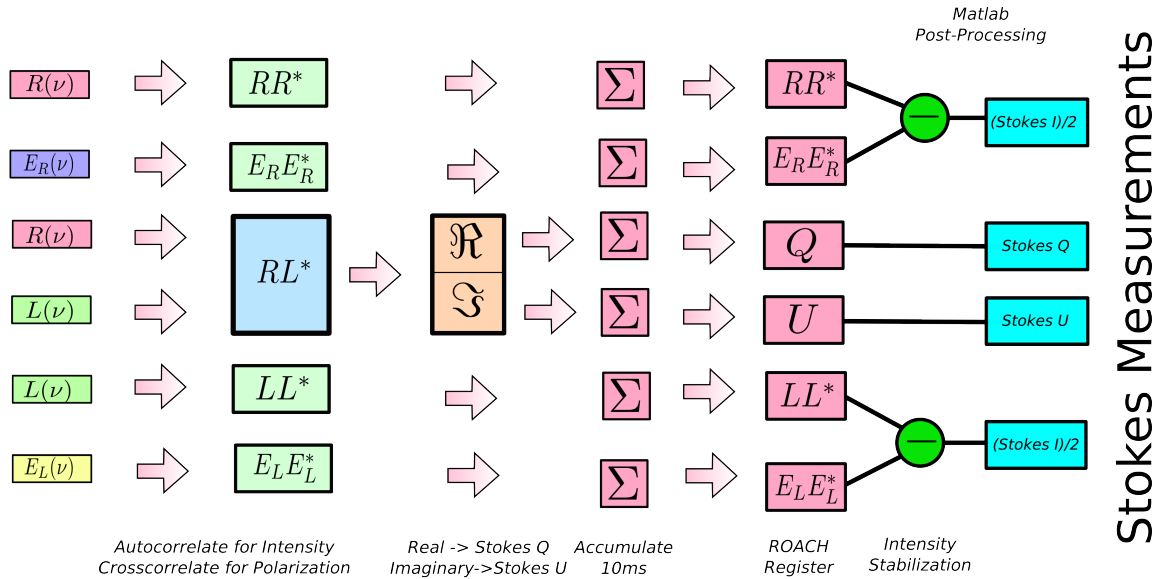 Matlab
Post-Processing
R(ν)
RR*
Σ
RR*
(Stokes I)/2
E_R(ν)
E_R E_R^*
Σ
E_R E_R^*
R(ν)
RL*
ℜ
Σ
Q
Stokes Q
L(ν)
ℑ
Σ
U
Stokes U
L(ν)
LL*
Σ
LL*
(Stokes I)/2
E_L(ν)
E_L E_L^*
Σ
E_L E_L^*
Autocorrelate for Intensity
Crosscorrelate for Polarization
Real -> Stokes Q
Imaginary->Stokes U
Accumulate
10ms
ROACH
Register
Intensity
Stabilization
Stokes Measurements